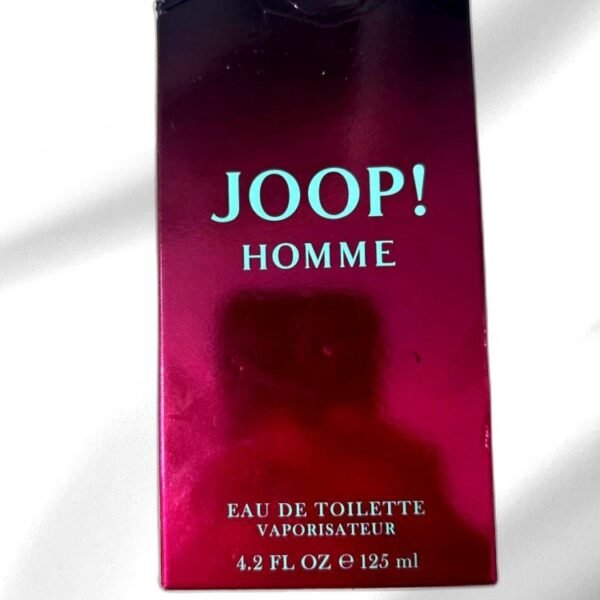 JOOP!
HOMME
EAU DE TOILETTE
VAPORISATEUR
4.2 FL OZ ℮ 125 ml